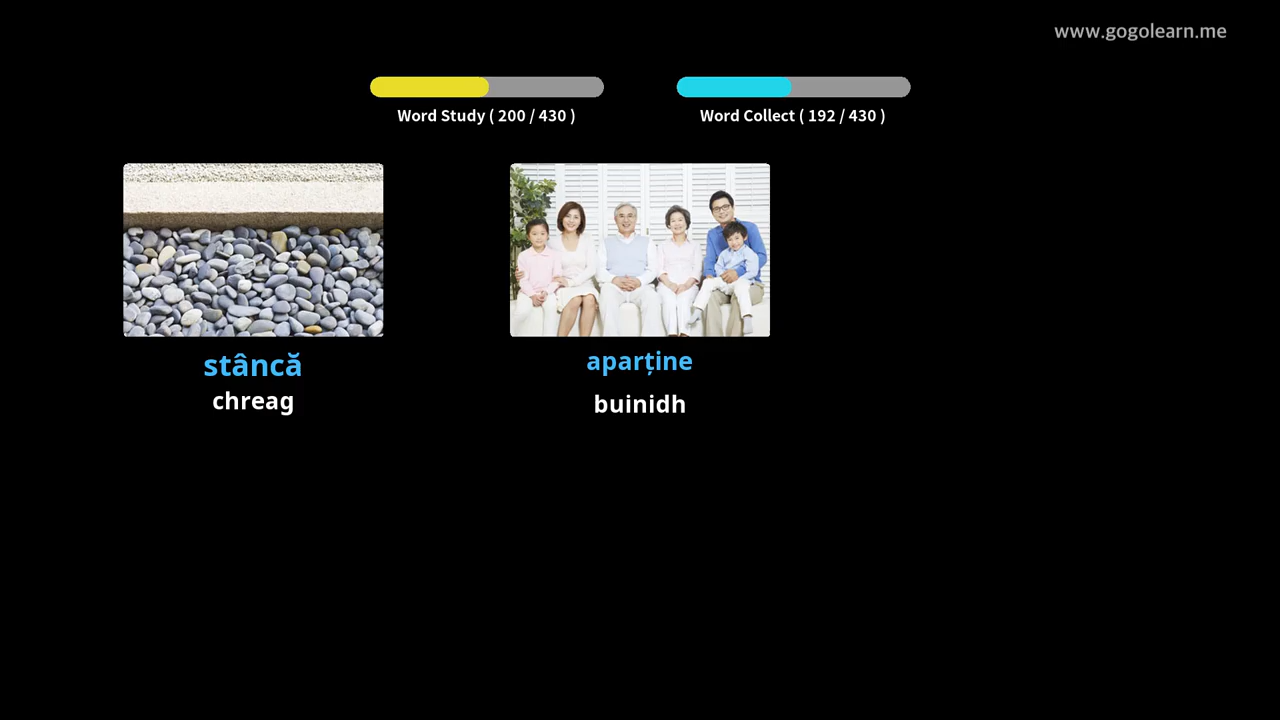 www.gogolearn.me
Word Study ( 200 / 430 )
Word Collect ( 192 / 430 )
stâncă
chreag
aparține
buinidh